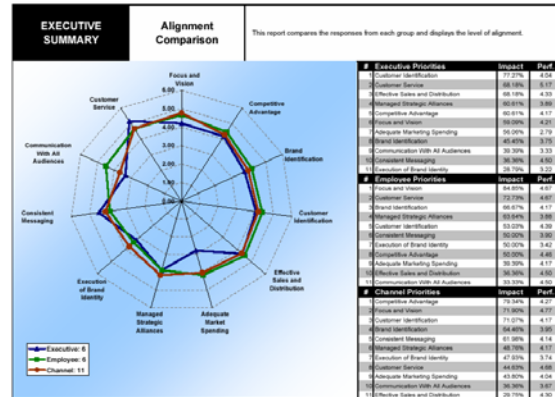 EXECUTIVE
SUMMARY
Alignment
Comparison
This report compares the responses from each group and displays the level of alignment.
Focus and
Vision
Competitive
Advantage
Brand
Identification
Customer
Identification
Effective
Sales and
Distribution
Adequate
Market
Spending
Managed
Strategic
Alliances
Execution
of Brand
Identity
Consistent
Messaging
Communication
With All
Audiences
Customer
Service
6.00
5.00
4.00
3.00
2.00
1.00
0.00
Executive: 6
Employee: 6
Channel: 11
# Executive Priorities Impact Perf.
1 Customer Identification 77.27% 4.04
2 Customer Service 68.18% 5.17
3 Effective Sales and Distribution 68.18% 4.33
4 Managed Strategic Alliances 60.61% 3.89
5 Competitive Advantage 60.61% 4.17
6 Focus and Vision 59.09% 4.21
7 Adequate Marketing Spending 56.06% 2.79
8 Brand Identification 45.45% 3.75
9 Communication With All Audiences 39.39% 3.33
10 Consistent Messaging 36.36% 4.50
11 Execution of Brand Identity 28.79% 3.22
# Employee Priorities Impact Perf.
1 Focus and Vision 84.85% 4.67
2 Customer Service 72.73% 4.67
3 Brand Identification 66.67% 4.17
4 Managed Strategic Alliances 63.64% 3.89
5 Customer Identification 53.03% 4.39
6 Consistent Messaging 50.00% 3.90
7 Execution of Brand Identity 50.00% 3.42
8 Competitive Advantage 50.00% 4.46
9 Adequate Marketing Spending 39.39% 4.17
10 Effective Sales and Distribution 36.36% 4.50
11 Communication With All Audiences 33.33% 4.50
# Channel Priorities Impact Perf.
1 Competitive Advantage 79.34% 4.27
2 Focus and Vision 71.90% 4.77
3 Customer Identification 71.07% 4.17
4 Brand Identification 64.46% 3.95
5 Consistent Messaging 61.98% 4.14
6 Managed Strategic Alliances 48.76% 4.17
7 Execution of Brand Identity 47.93% 3.74
8 Customer Service 44.63% 4.68
9 Adequate Marketing Spending 43.80% 4.04
10 Communication With All Audiences 36.36% 3.67
11 Effective Sales and Distribution 29.75% 4.30